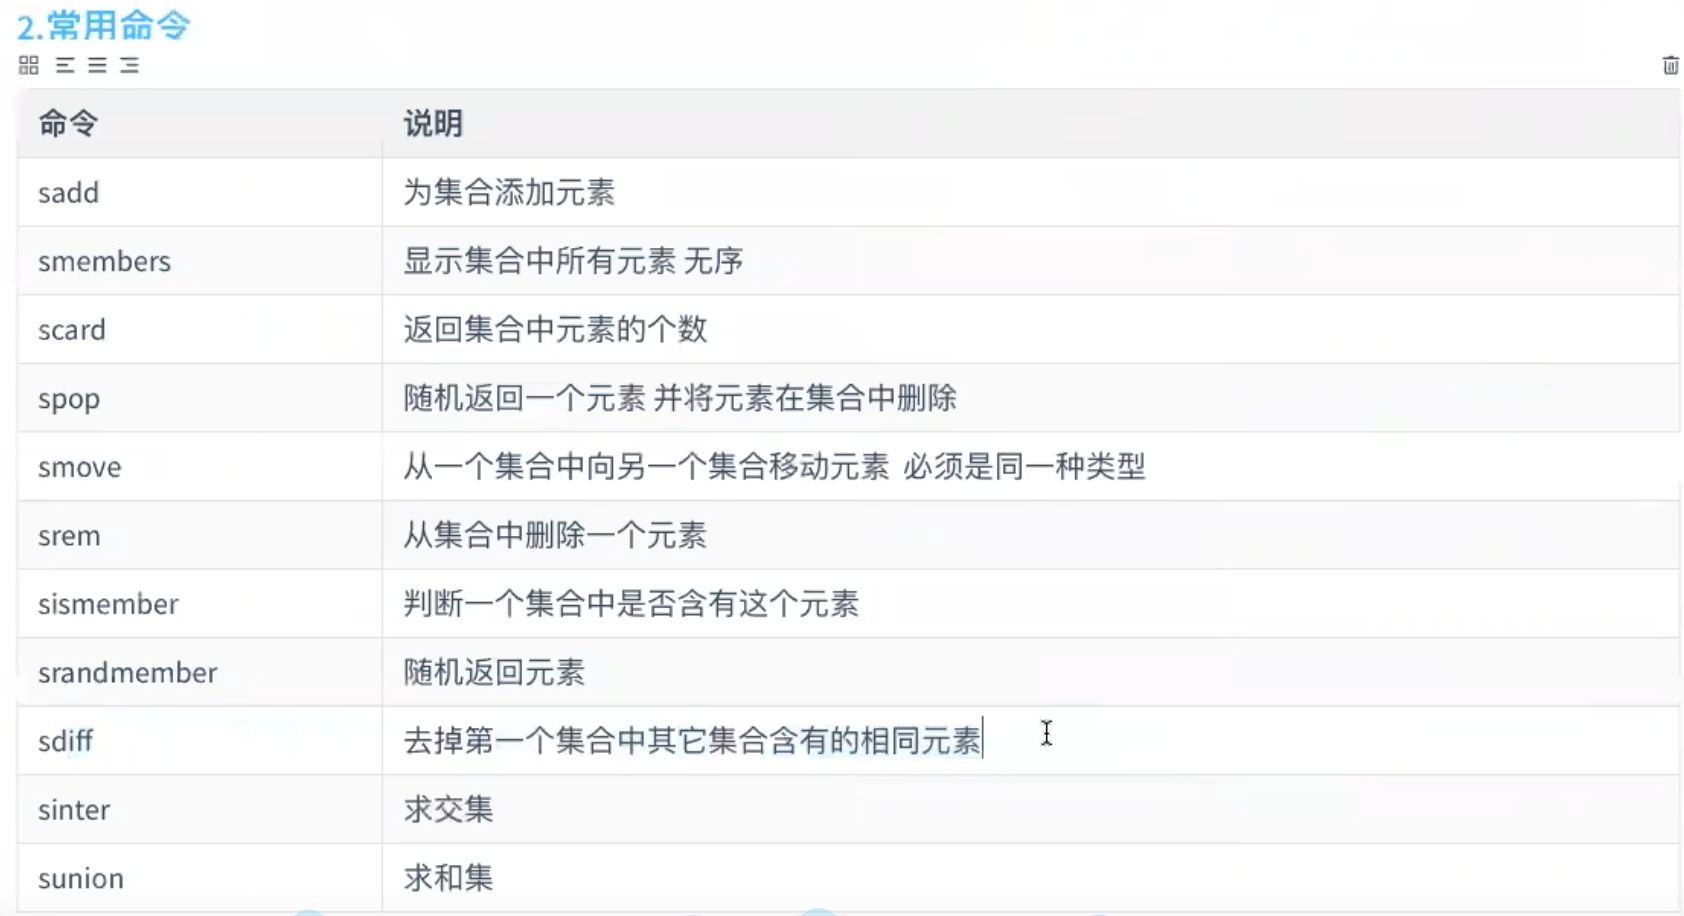 2.常用命令
命令 说明
sadd 为集合添加元素
smembers 显示集合中所有元素 无序
scard 返回集合中元素的个数
spop 随机返回一个元素 并将元素在集合中删除
smove 从一个集合中向另一个集合移动元素 必须是同一种类型
srem 从集合中删除一个元素
sismember 判断一个集合中是否含有这个元素
srandmember 随机返回元素
sdiff 去掉第一个集合中其它集合含有的相同元素
sinter 求交集
sunion 求和集